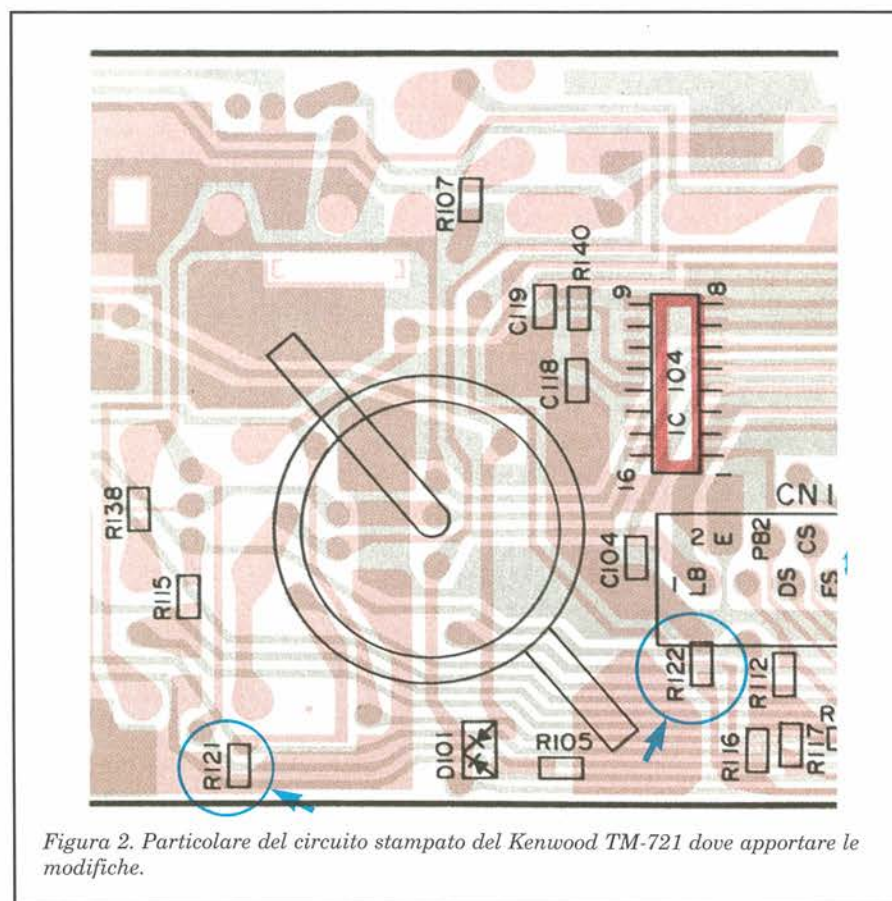 R107
C119
R140
9
8
C118
IC 104
16
1
R138
CN1
R115
C104
1
LB
2
E
PB2
DS
CS
FS
R122
R112
R121
D101
R105
R116
R117
R
Figura 2. Particolare del circuito stampato del Kenwood TM-721 dove apportare le
modifiche.